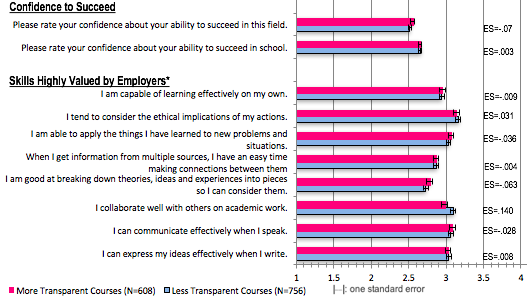 Confidence to Succeed
Please rate your confidence about your ability to succeed in this field.
ES=-.07
Please rate your confidence about your ability to succeed in school.
ES=.003
Skills Highly Valued by Employers*
I am capable of learning effectively on my own.
ES=-.009
I tend to consider the ethical implications of my actions.
ES=.031
I am able to apply the things I have learned to new problems and
situations.
ES=-.036
When I get information from multiple sources, I have an easy time
making connections between them
ES=-.004
I am good at breaking down theories, ideas and experiences into pieces
so I can consider them.
ES=-.063
I collaborate well with others on academic work.
ES=.140
I can communicate effectively when I speak.
ES=-.026
I can express my ideas effectively when I write.
ES=.008
1 1.5 2 2.5 3 3.5 4
More Transparent Courses (N=608) Less Transparent Courses (N=756) : one standard error